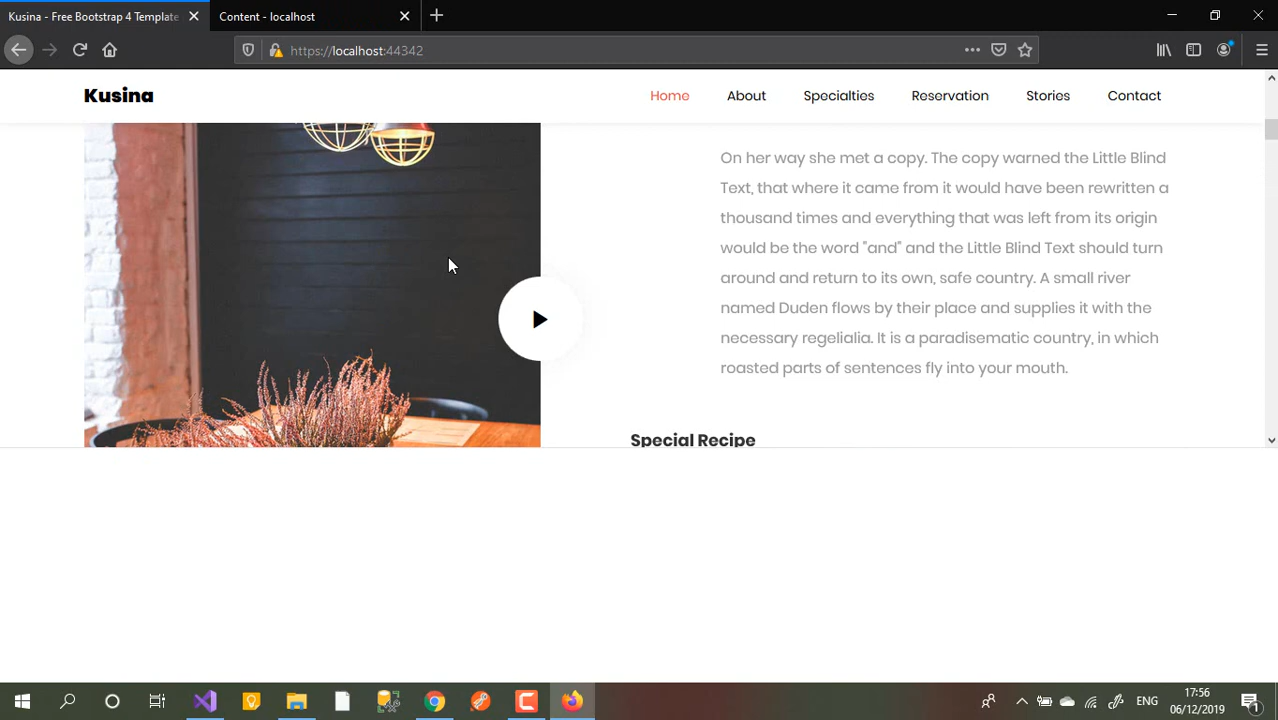 Kusina - Free Bootstrap 4 Template
Content - localhost
https://localhost:44342
Kusina
Home
About
Specialties
Reservation
Stories
Contact
On her way she met a copy. The copy warned the Little Blind
Text, that where it came from it would have been rewritten a
thousand times and everything that was left from its origin
would be the word "and" and the Little Blind Text should turn
around and return to its own, safe country. A small river
named Duden flows by their place and supplies it with the
necessary regelialia. It is a paradisematic country, in which
roasted parts of sentences fly into your mouth.
Special Recipe
ENG
17:56
06/12/2019
1